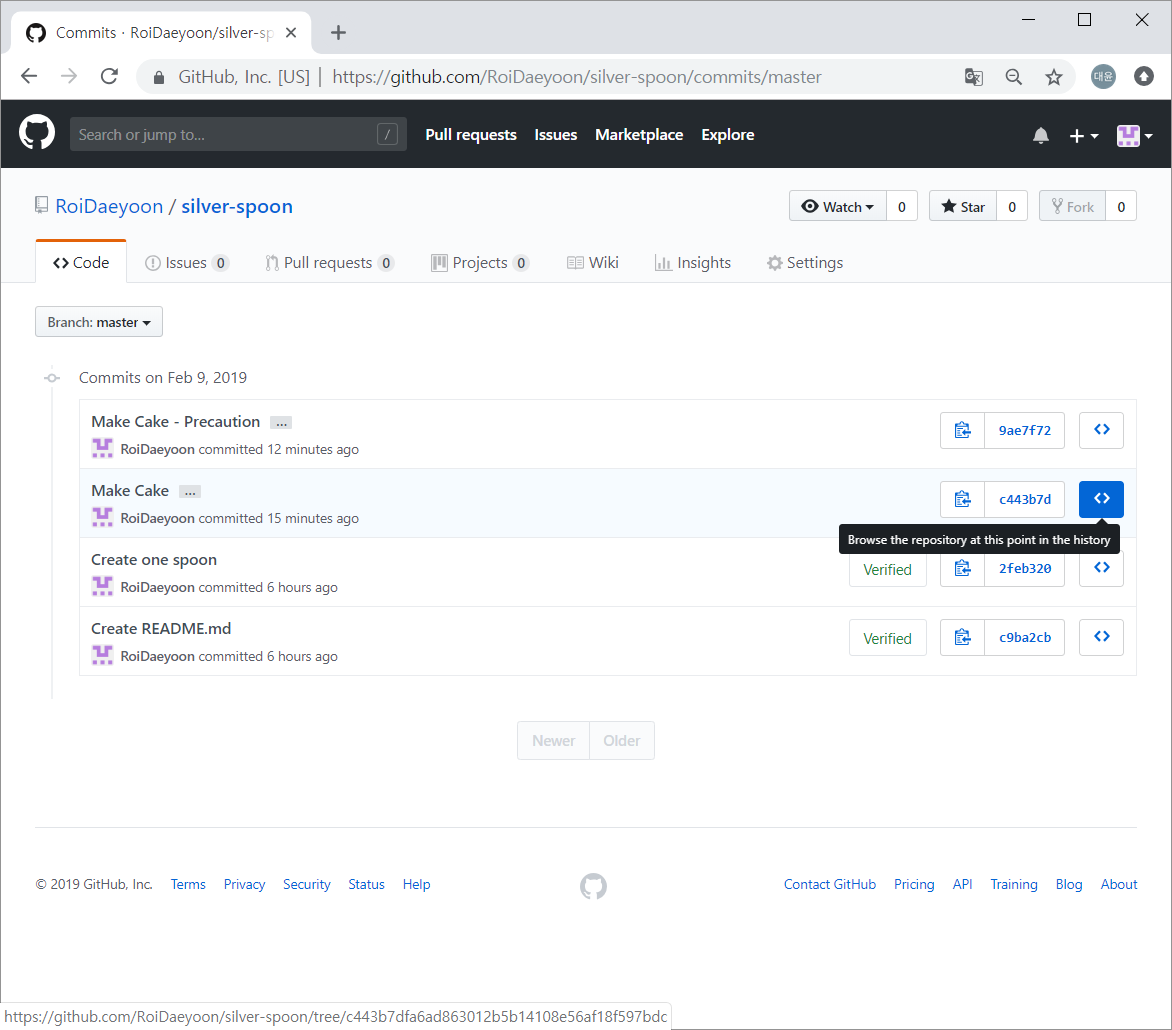 Commits · RoiDaeyoon/silver-sp
GitHub, Inc. [US] | https://github.com/RoiDaeyoon/silver-spoon/commits/master 대윤
Search or jump to... / Pull requests Issues Marketplace Explore
RoiDaeyoon / silver-spoon Watch 0 Star 0 Fork 0
Code Issues 0 Pull requests 0 Projects 0 Wiki Insights Settings
Branch: master
Commits on Feb 9, 2019
Make Cake - Precaution ...
RoiDaeyoon committed 12 minutes ago
9ae7f72
Make Cake ...
RoiDaeyoon committed 15 minutes ago
c443b7d
Browse the repository at this point in the history
Create one spoon
RoiDaeyoon committed 6 hours ago
Verified 2feb320
Create README.md
RoiDaeyoon committed 6 hours ago
Verified c9ba2cb
Newer Older
© 2019 GitHub, Inc. Terms Privacy Security Status Help Contact GitHub Pricing API Training Blog About
https://github.com/RoiDaeyoon/silver-spoon/tree/c443b7dfa6ad863012b5b14108e56af18f597bdc